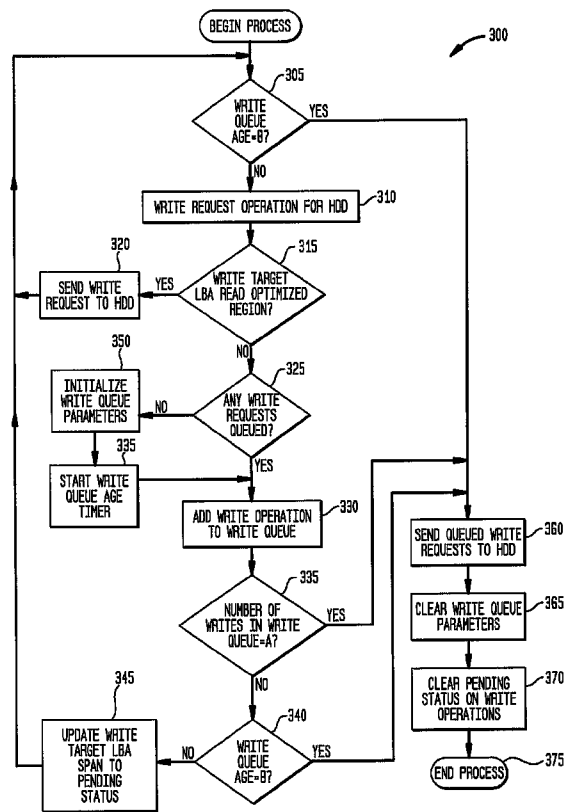 BEGIN PROCESS
300
305
WRITE
QUEUE
AGE=B?
YES
NO
WRITE REQUEST OPERATION FOR HDD
310
315
320
SEND WRITE
REQUEST TO HDD
YES
WRITE TARGET
LBA READ OPTIMIZED
REGION?
NO
350
325
INITIALIZE
WRITE QUEUE
PARAMETERS
NO
ANY WRITE
REQUESTS
QUEUED?
335
YES
START WRITE
QUEUE AGE
TIMER
ADD WRITE OPERATION
TO WRITE QUEUE
330
SEND QUEUED WRITE
REQUESTS TO HDD
360
335
NUMBER OF
WRITES IN WRITE
QUEUE=A?
YES
CLEAR WRITE QUEUE
PARAMETERS
365
NO
345
340
CLEAR PENDING
STATUS ON WRITE
OPERATIONS
370
UPDATE WRITE
TARGET LBA
SPAN TO
PENDING
STATUS
NO
WRITE
QUEUE
AGE=B?
YES
END PROCESS
375